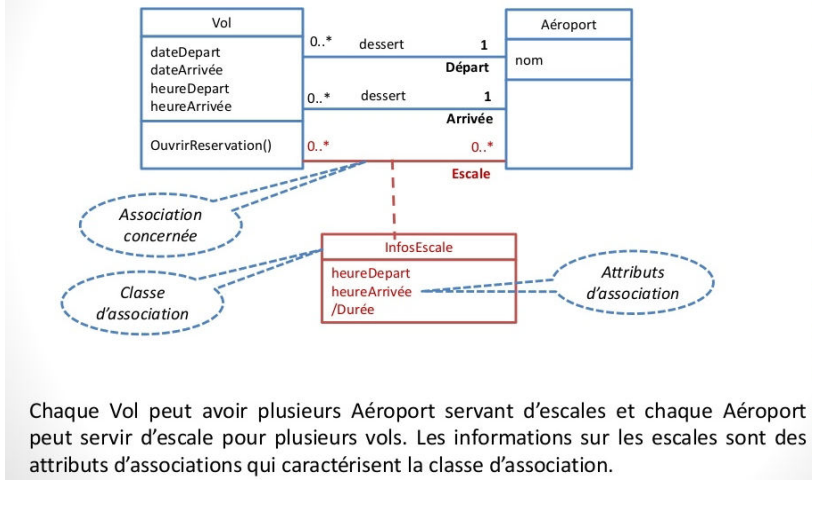 Vol
dateDepart
dateArrivée
heureDepart
heureArrivée
OuvrirReservation()
0..* dessert 1
Départ
0..* dessert 1
Arrivée
0..* 0..*
Escale
Aéroport
nom
Association
concernée
InfosEscale
heureDepart
heureArrivée
/Durée
Classe
d’association
Attributs
d’association
Chaque Vol peut avoir plusieurs Aéroport servant d’escales et chaque Aéroport
peut servir d’escale pour plusieurs vols. Les informations sur les escales sont des
attributs d’associations qui caractérisent la classe d’association.